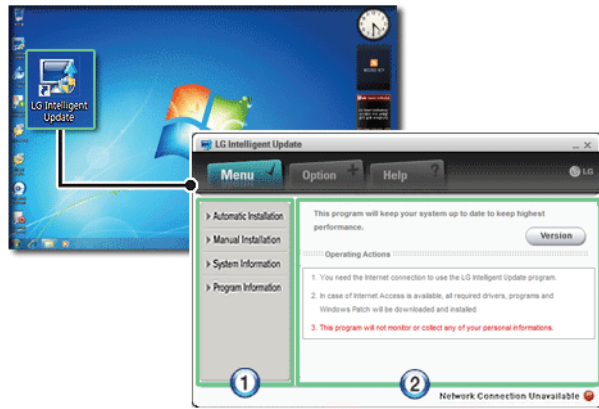 LG Intelligent
Update
LG Intelligent Update
Menu
Option
Help
LG
Automatic Installation
Manual Installation
System Information
Program Information
This program will keep your system up to date to keep highest
performance.
Version
Operating Actions
1. You need the Internet connection to use the LG Intelligent Update program.
2. In case of Internet Access is available, all required drivers, programs and
Windows Patch will be downloaded and installed.
3. This program will not monitor or collect any of your personal informations.
1
2
Network Connection Unavailable